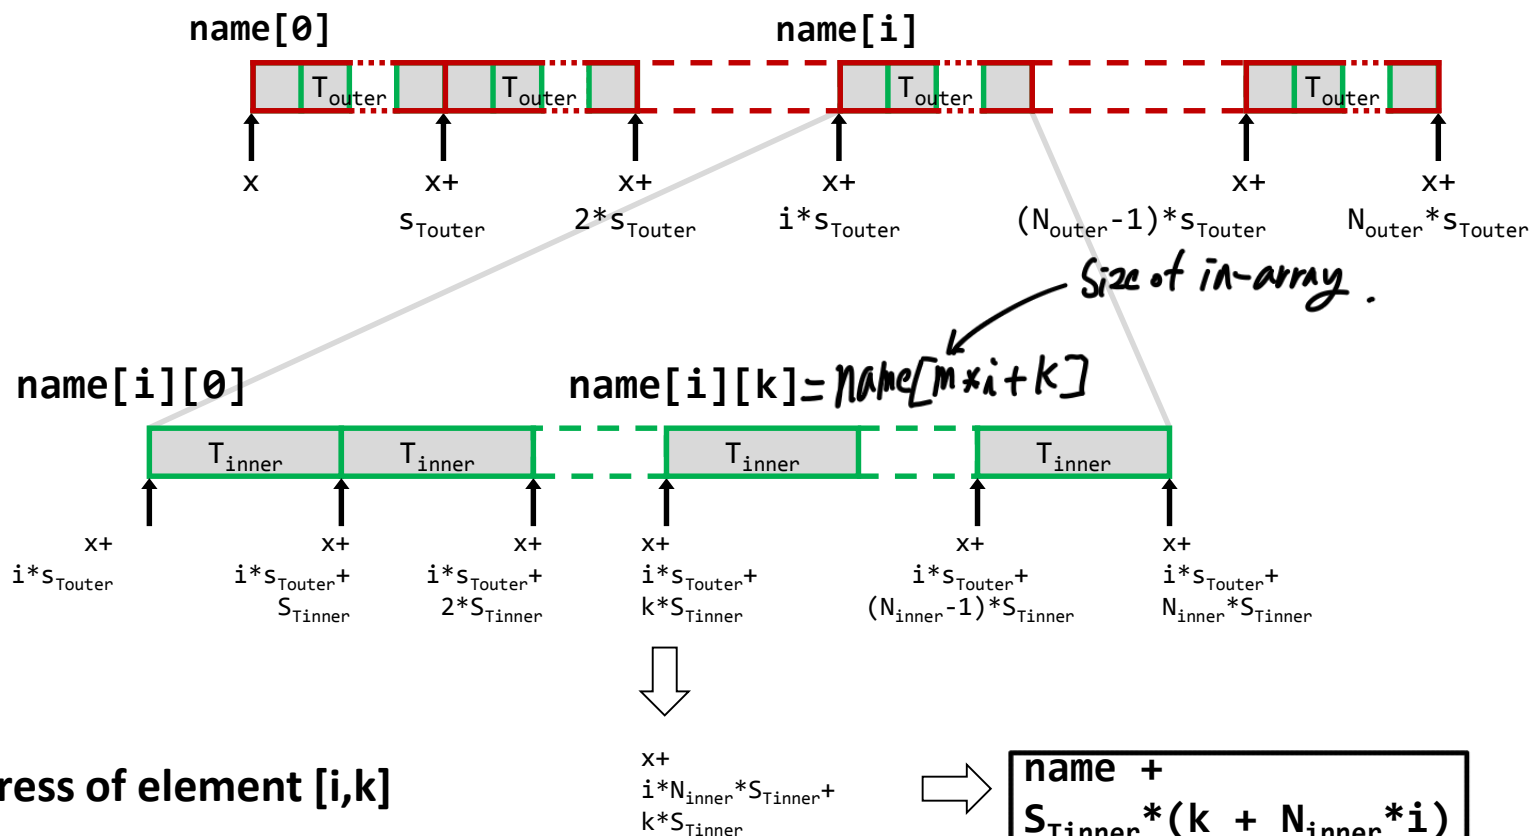 name[0]
name[i]
T_outer T_outer T_outer T_outer
x x+ x+ x+ x+ x+
s_Touter 2*s_Touter i*s_Touter (N_outer-1)*s_Touter N_outer*s_Touter
Size of in-array.
name[i][0]
name[i][k]=name[m*i+k]
T_inner T_inner T_inner T_inner
x+ x+ x+ x+ x+ x+
i*s_Touter i*s_Touter+ i*s_Touter+ i*s_Touter+ i*s_Touter+ i*s_Touter+
S_Tinner 2*S_Tinner k*S_Tinner (N_inner-1)*S_Tinner N_inner*S_Tinner
x+
i*N_inner*S_Tinner+
k*S_Tinner
ress of element [i,k]
name +
S_Tinner*(k + N_inner*i)